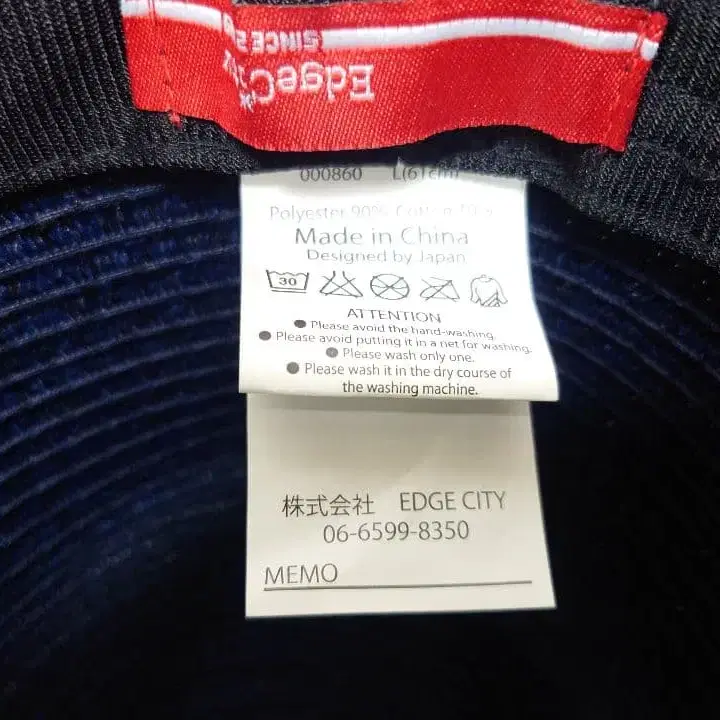 EdgeC
SINCE 2
000860 L(61cm)
Polyester 90% Cotton 10%
Made in China
Designed by Japan
30
ATTENTION
● Please avoid the hand-washing.
● Please avoid putting it in a net for washing.
● Please wash only one.
● Please wash it in the dry course of
the washing machine.
株式会社 EDGE CITY
06-6599-8350
MEMO